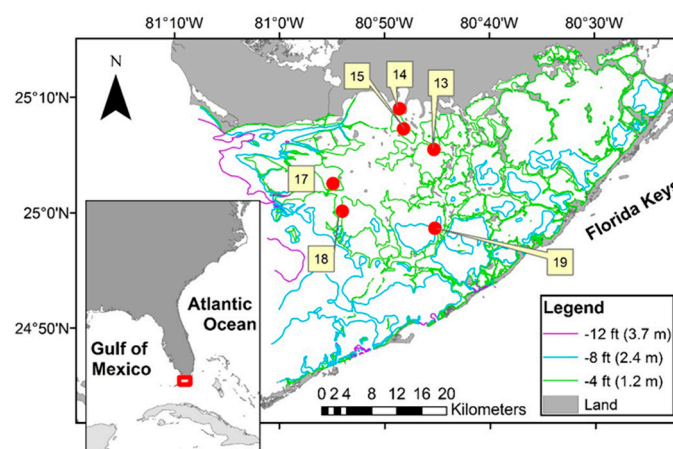 81°10'W 81°0'W 80°50'W 80°40'W 80°30'W
N
25°10'N
25°0'N
24°50'N
15
14
13
17
18
19
Florida Keys
Atlantic
Ocean
Gulf of
Mexico
Legend
-12 ft (3.7 m)
-8 ft (2.4 m)
-4 ft (1.2 m)
Land
0 2 4 8 12 16 20
Kilometers